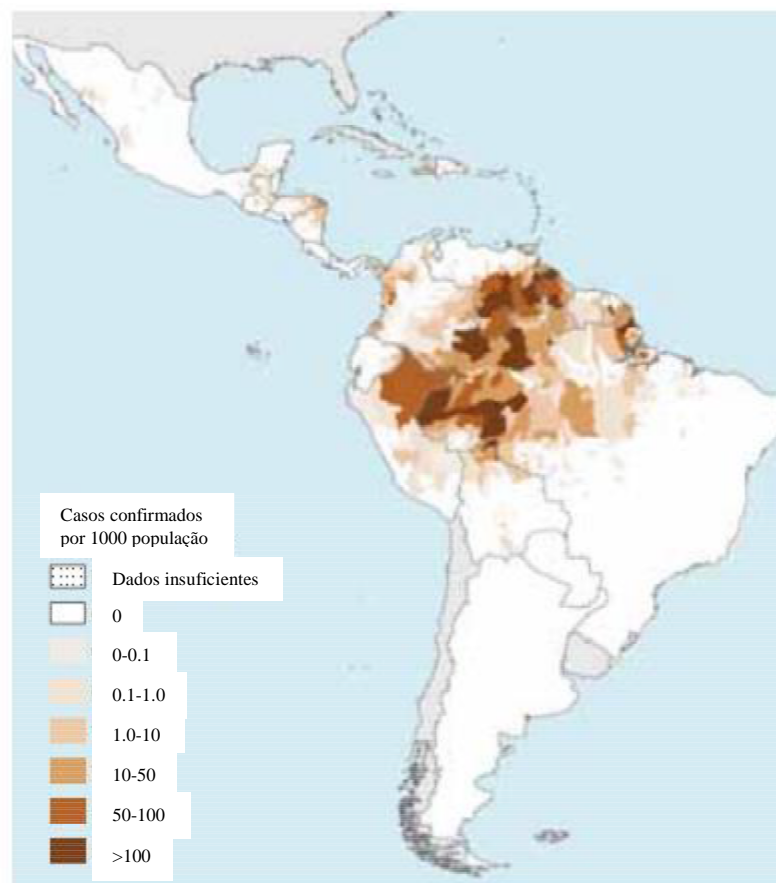 Casos confirmados
por 1000 população
Dados insuficientes
0
0-0.1
0.1-1.0
1.0-10
10-50
50-100
>100